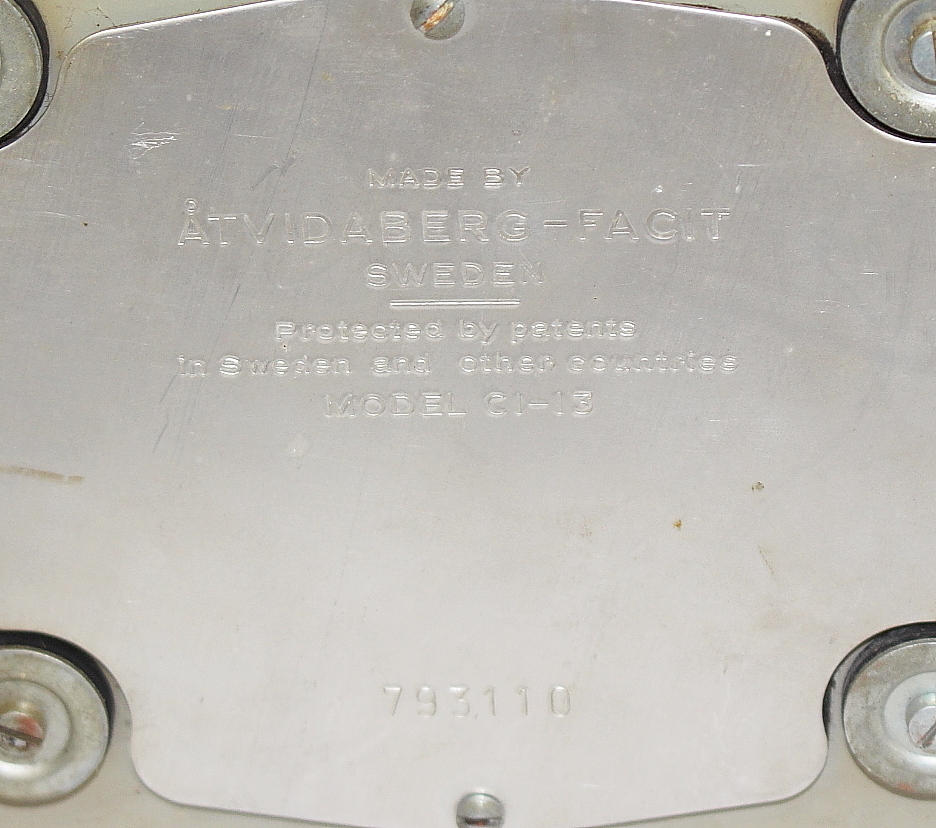 MADE BY
ÅTVIDABERG-FACIT
SWEDEN
Protected by patents
in Sweden and other countries
MODEL C1-13
793110